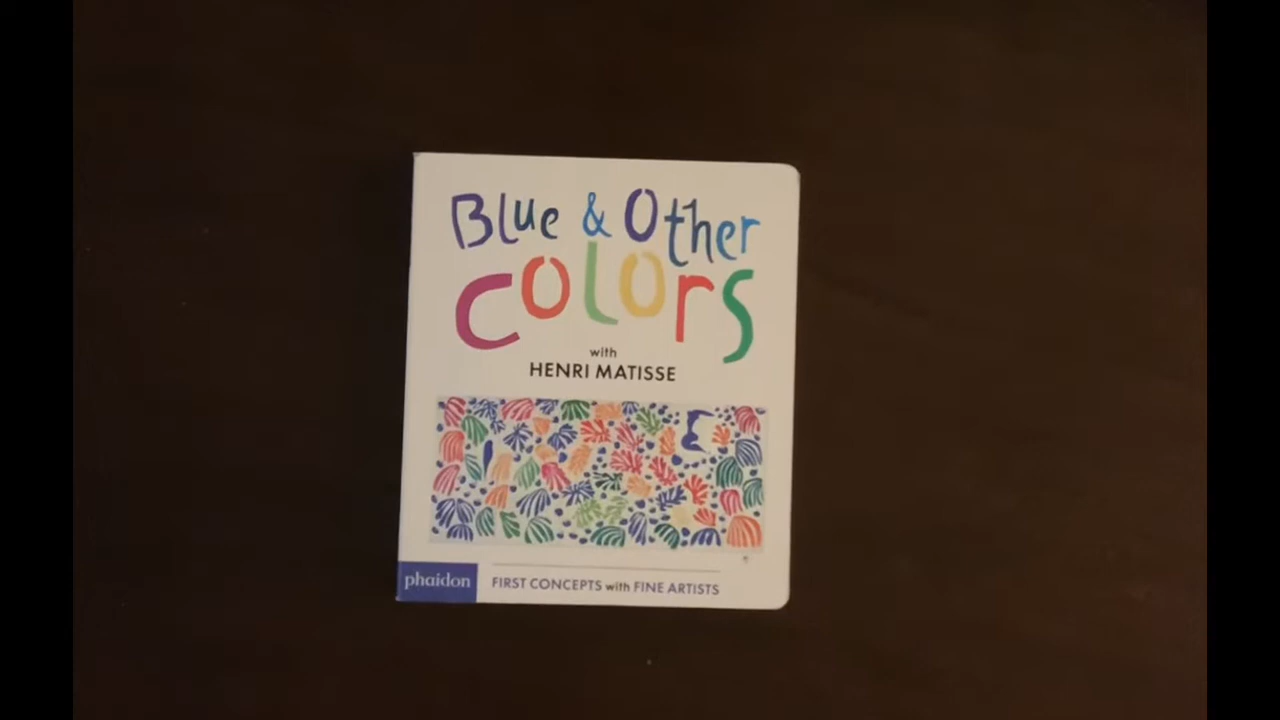 Blue & Other
Colors
with
HENRI MATISSE
phaidon
FIRST CONCEPTS with FINE ARTISTS